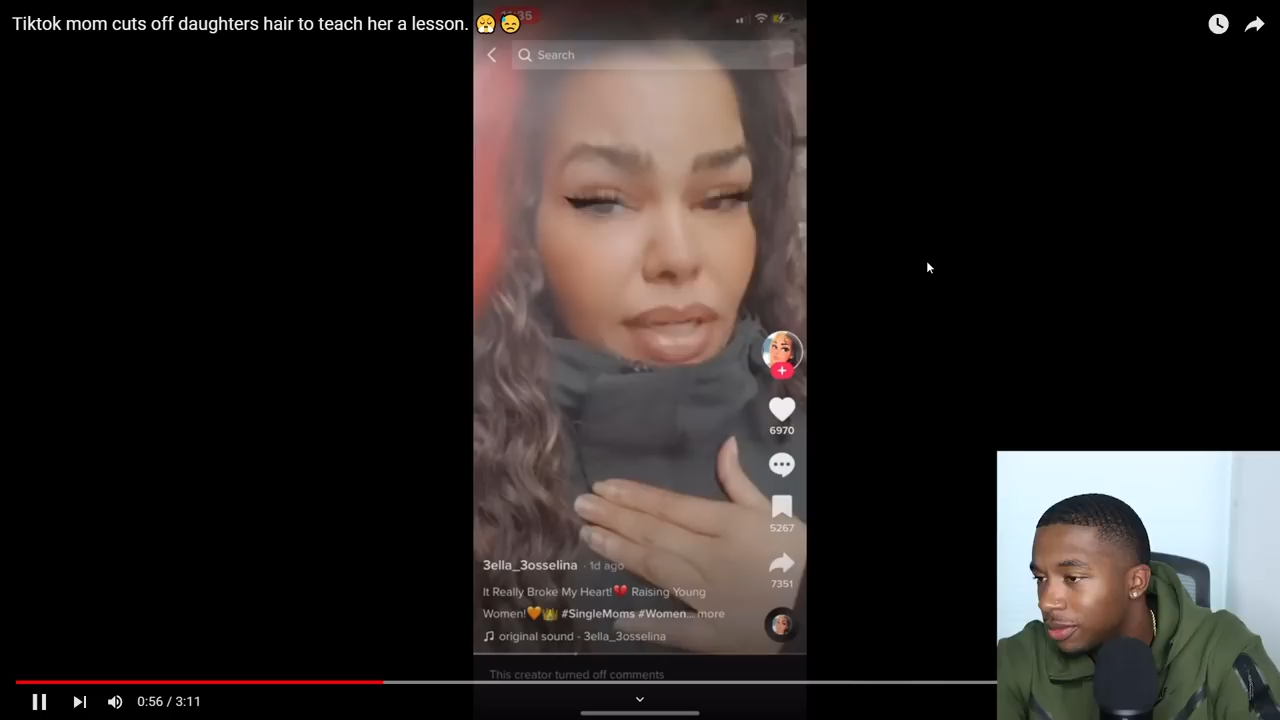 Tiktok mom cuts off daughters hair to teach her a lesson. 😤 😓
Search
6970
5267
7351
3ella_3osselina · 1d ago
It Really Broke My Heart!💔 Raising Young
Women!🧡👑 #SingleMoms #Women... more
original sound - 3ella_3osselina
This creator turned off comments
0:56 / 3:11